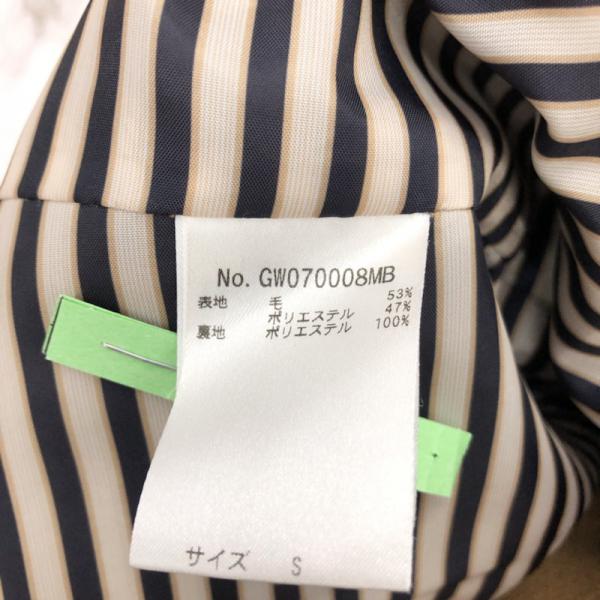 No. GW070008MB
表地 毛 53%
ポリエステル 47%
裏地 ポリエステル 100%
サイズ S